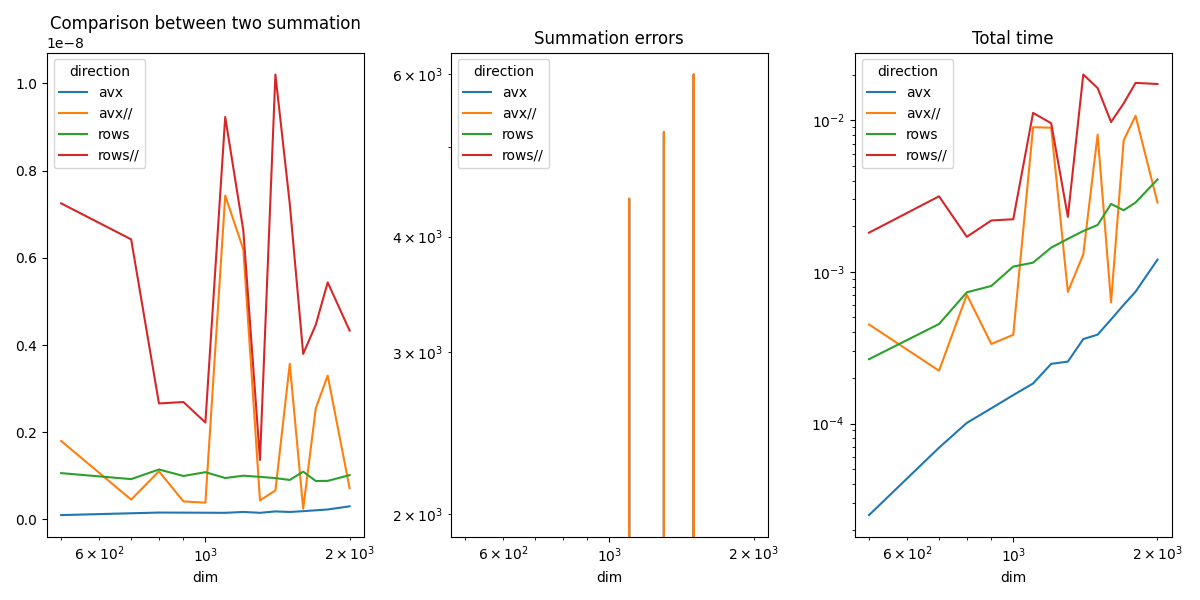 Comparison between two summation
1e−8
direction
avx
avx//
rows
rows//
1.0
0.8
0.6
0.4
0.2
0.0
6 × 10²
10³
2 × 10³
dim
Summation errors
direction
avx
avx//
rows
rows//
6 × 10³
4 × 10³
3 × 10³
2 × 10³
6 × 10²
10³
2 × 10³
dim
Total time
direction
avx
avx//
rows
rows//
10⁻²
10⁻³
10⁻⁴
6 × 10²
10³
2 × 10³
dim